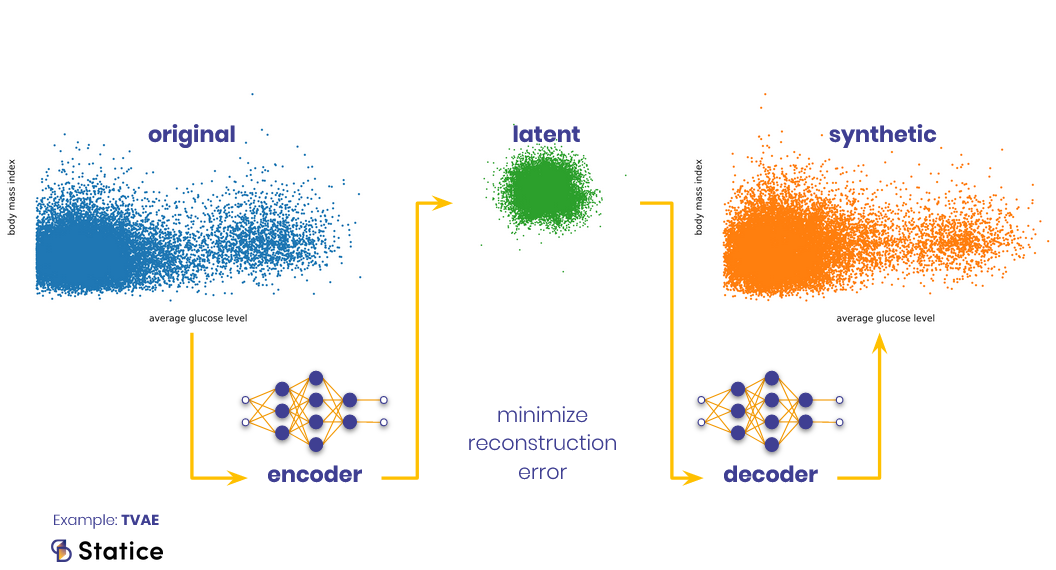 original
latent
synthetic
body mass index
body mass index
average glucose level
average glucose level
minimize
reconstruction
error
encoder
decoder
Example: TVAE
Statice